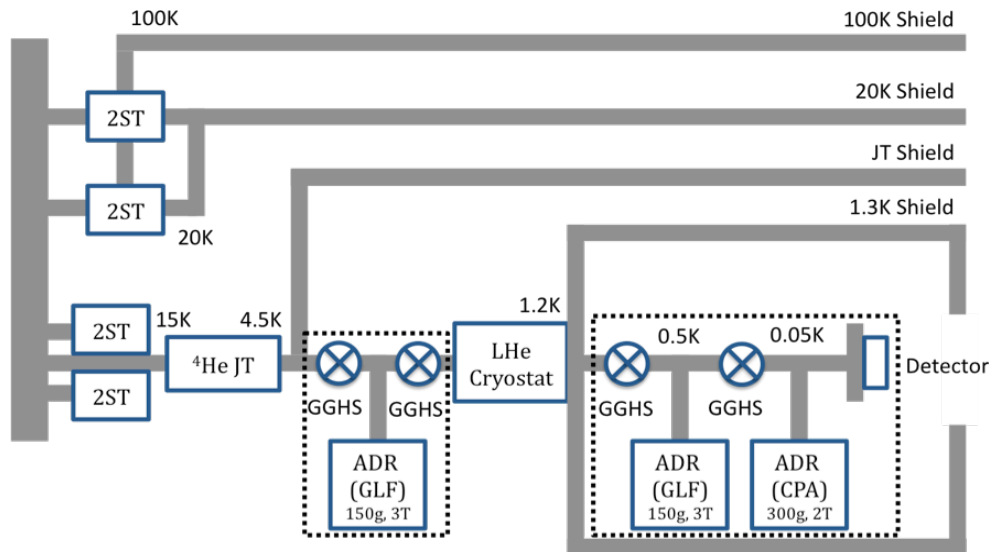 100K
100K Shield
2ST
20K Shield
JT Shield
2ST
1.3K Shield
20K
2ST
15K
4.5K
1.2K
⁴He JT
LHe
Cryostat
0.5K
0.05K
Detector
2ST
GGHS
GGHS
GGHS
GGHS
ADR
(GLF)
150g, 3T
ADR
(GLF)
150g, 3T
ADR
(CPA)
300g, 2T